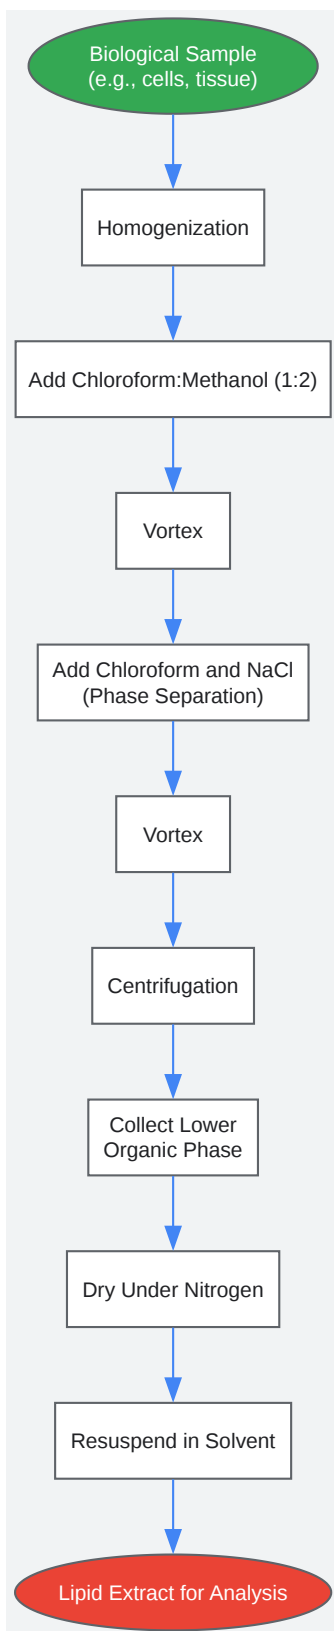 Biological Sample
(e.g., cells, tissue)
Homogenization
Add Chloroform:Methanol (1:2)
Vortex
Add Chloroform and NaCl
(Phase Separation)
Vortex
Centrifugation
Collect Lower
Organic Phase
Dry Under Nitrogen
Resuspend in Solvent
Lipid Extract for Analysis